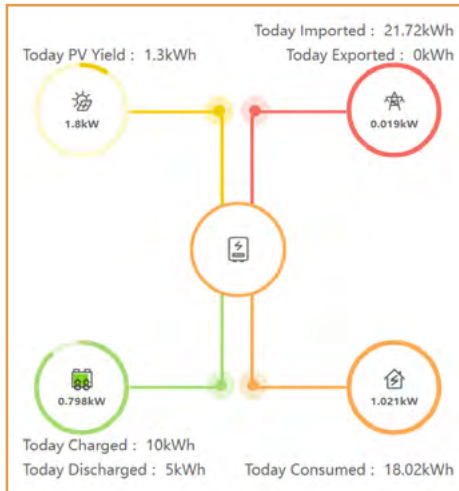 Today Imported : 21.72kWh
Today PV Yield : 1.3kWh
Today Exported : 0kWh
1.8kW
0.019kW
0.798kW
1.021kW
Today Charged : 10kWh
Today Discharged : 5kWh
Today Consumed : 18.02kWh